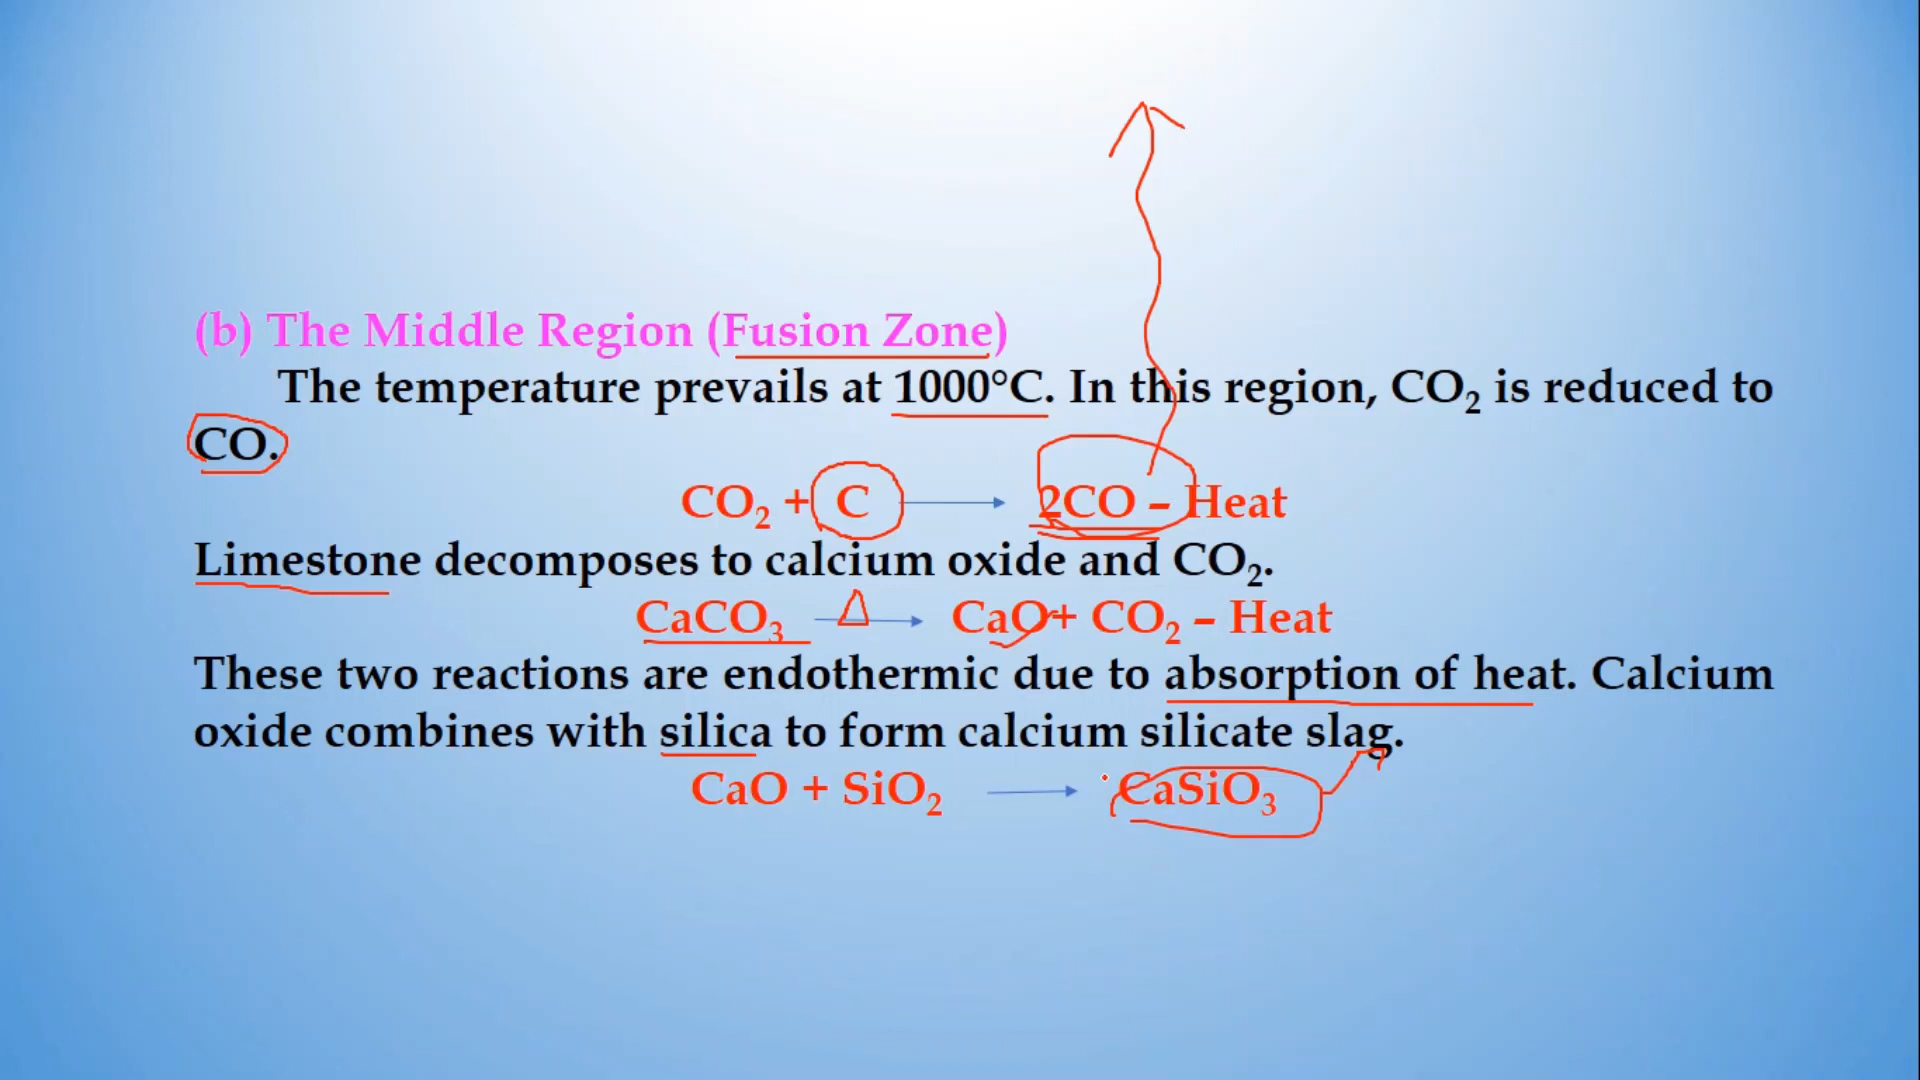 (b) The Middle Region (Fusion Zone)
The temperature prevails at 1000°C. In this region, CO₂ is reduced to
CO.
CO₂ + C → 2CO – Heat
Limestone decomposes to calcium oxide and CO₂.
CaCO₃ Δ→ CaO + CO₂ – Heat
These two reactions are endothermic due to absorption of heat. Calcium
oxide combines with silica to form calcium silicate slag.
CaO + SiO₂ → CaSiO₃